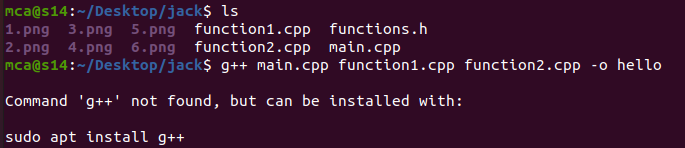 mca@s14:~/Desktop/jack$ ls
1.png  3.png  5.png  function1.cpp  functions.h
2.png  4.png  6.png  function2.cpp  main.cpp
mca@s14:~/Desktop/jack$ g++ main.cpp function1.cpp function2.cpp -o hello
Command 'g++' not found, but can be installed with:
sudo apt install g++